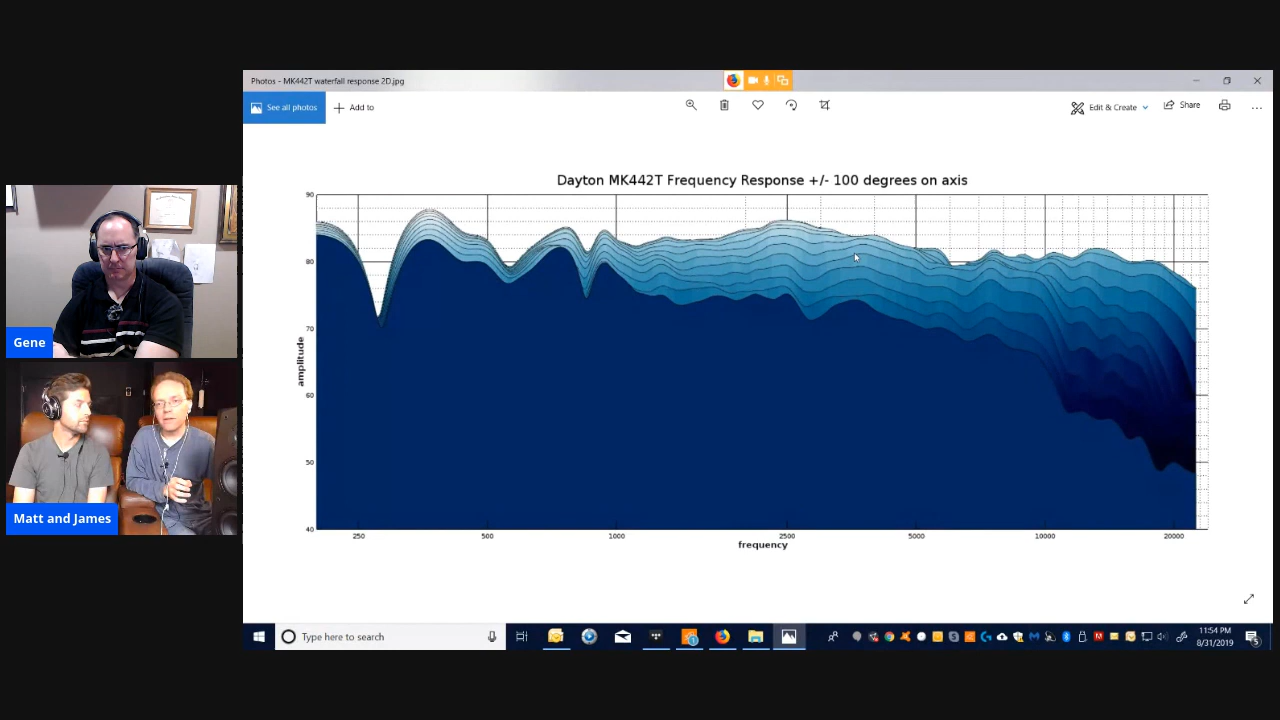 Photos - MK442T waterfall response 2D.jpg
See all photos
Add to
Edit & Create
Share
Dayton MK442T Frequency Response +/- 100 degrees on axis
90
80
70
60
50
40
amplitude
250
500
1000
2500
5000
10000
20000
frequency
Gene
Matt and James
Type here to search
11:54 PM
8/31/2019